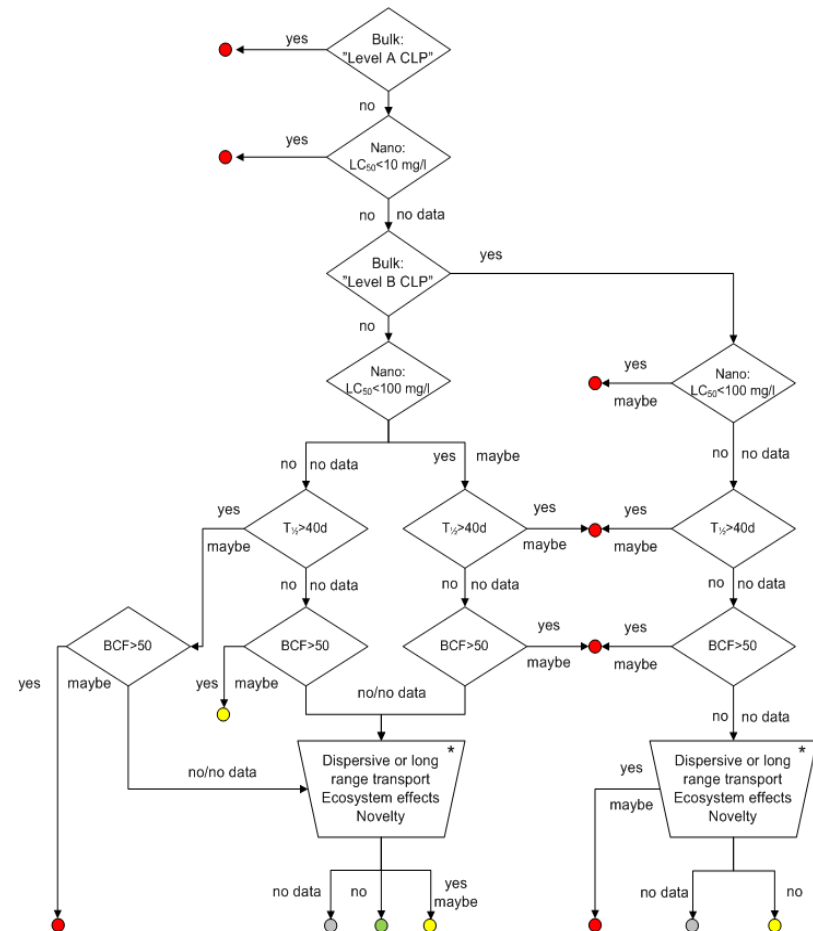 yes
Bulk:
"Level A CLP"
no
yes
Nano:
LC₅₀<10 mg/l
no no data
Bulk:
"Level B CLP"
yes
no
Nano:
LC₅₀<100 mg/l
yes
maybe
Nano:
LC₅₀<100 mg/l
no no data
yes maybe
no no data
yes
maybe
T½>40d
T½>40d
yes
maybe
yes
maybe
T½>40d
no no data
no no data
no no data
BCF>50
BCF>50
BCF>50
yes
maybe
yes
maybe
BCF>50
yes
maybe
yes
maybe
no/no data
no no data
no/no data
*
Dispersive or long
range transport
Ecosystem effects
Novelty
yes
maybe
*
Dispersive or long
range transport
Ecosystem effects
Novelty
no data
no
yes
maybe
no data
no